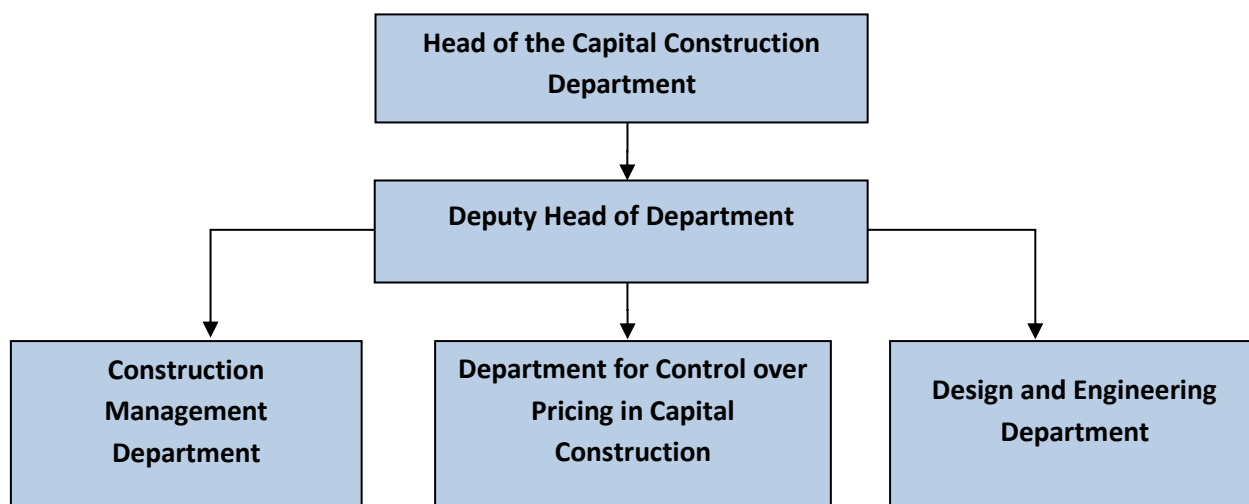 Head of the Capital Construction
Department
Deputy Head of Department
Construction
Management
Department
Department for Control over
Pricing in Capital
Construction
Design and Engineering
Department